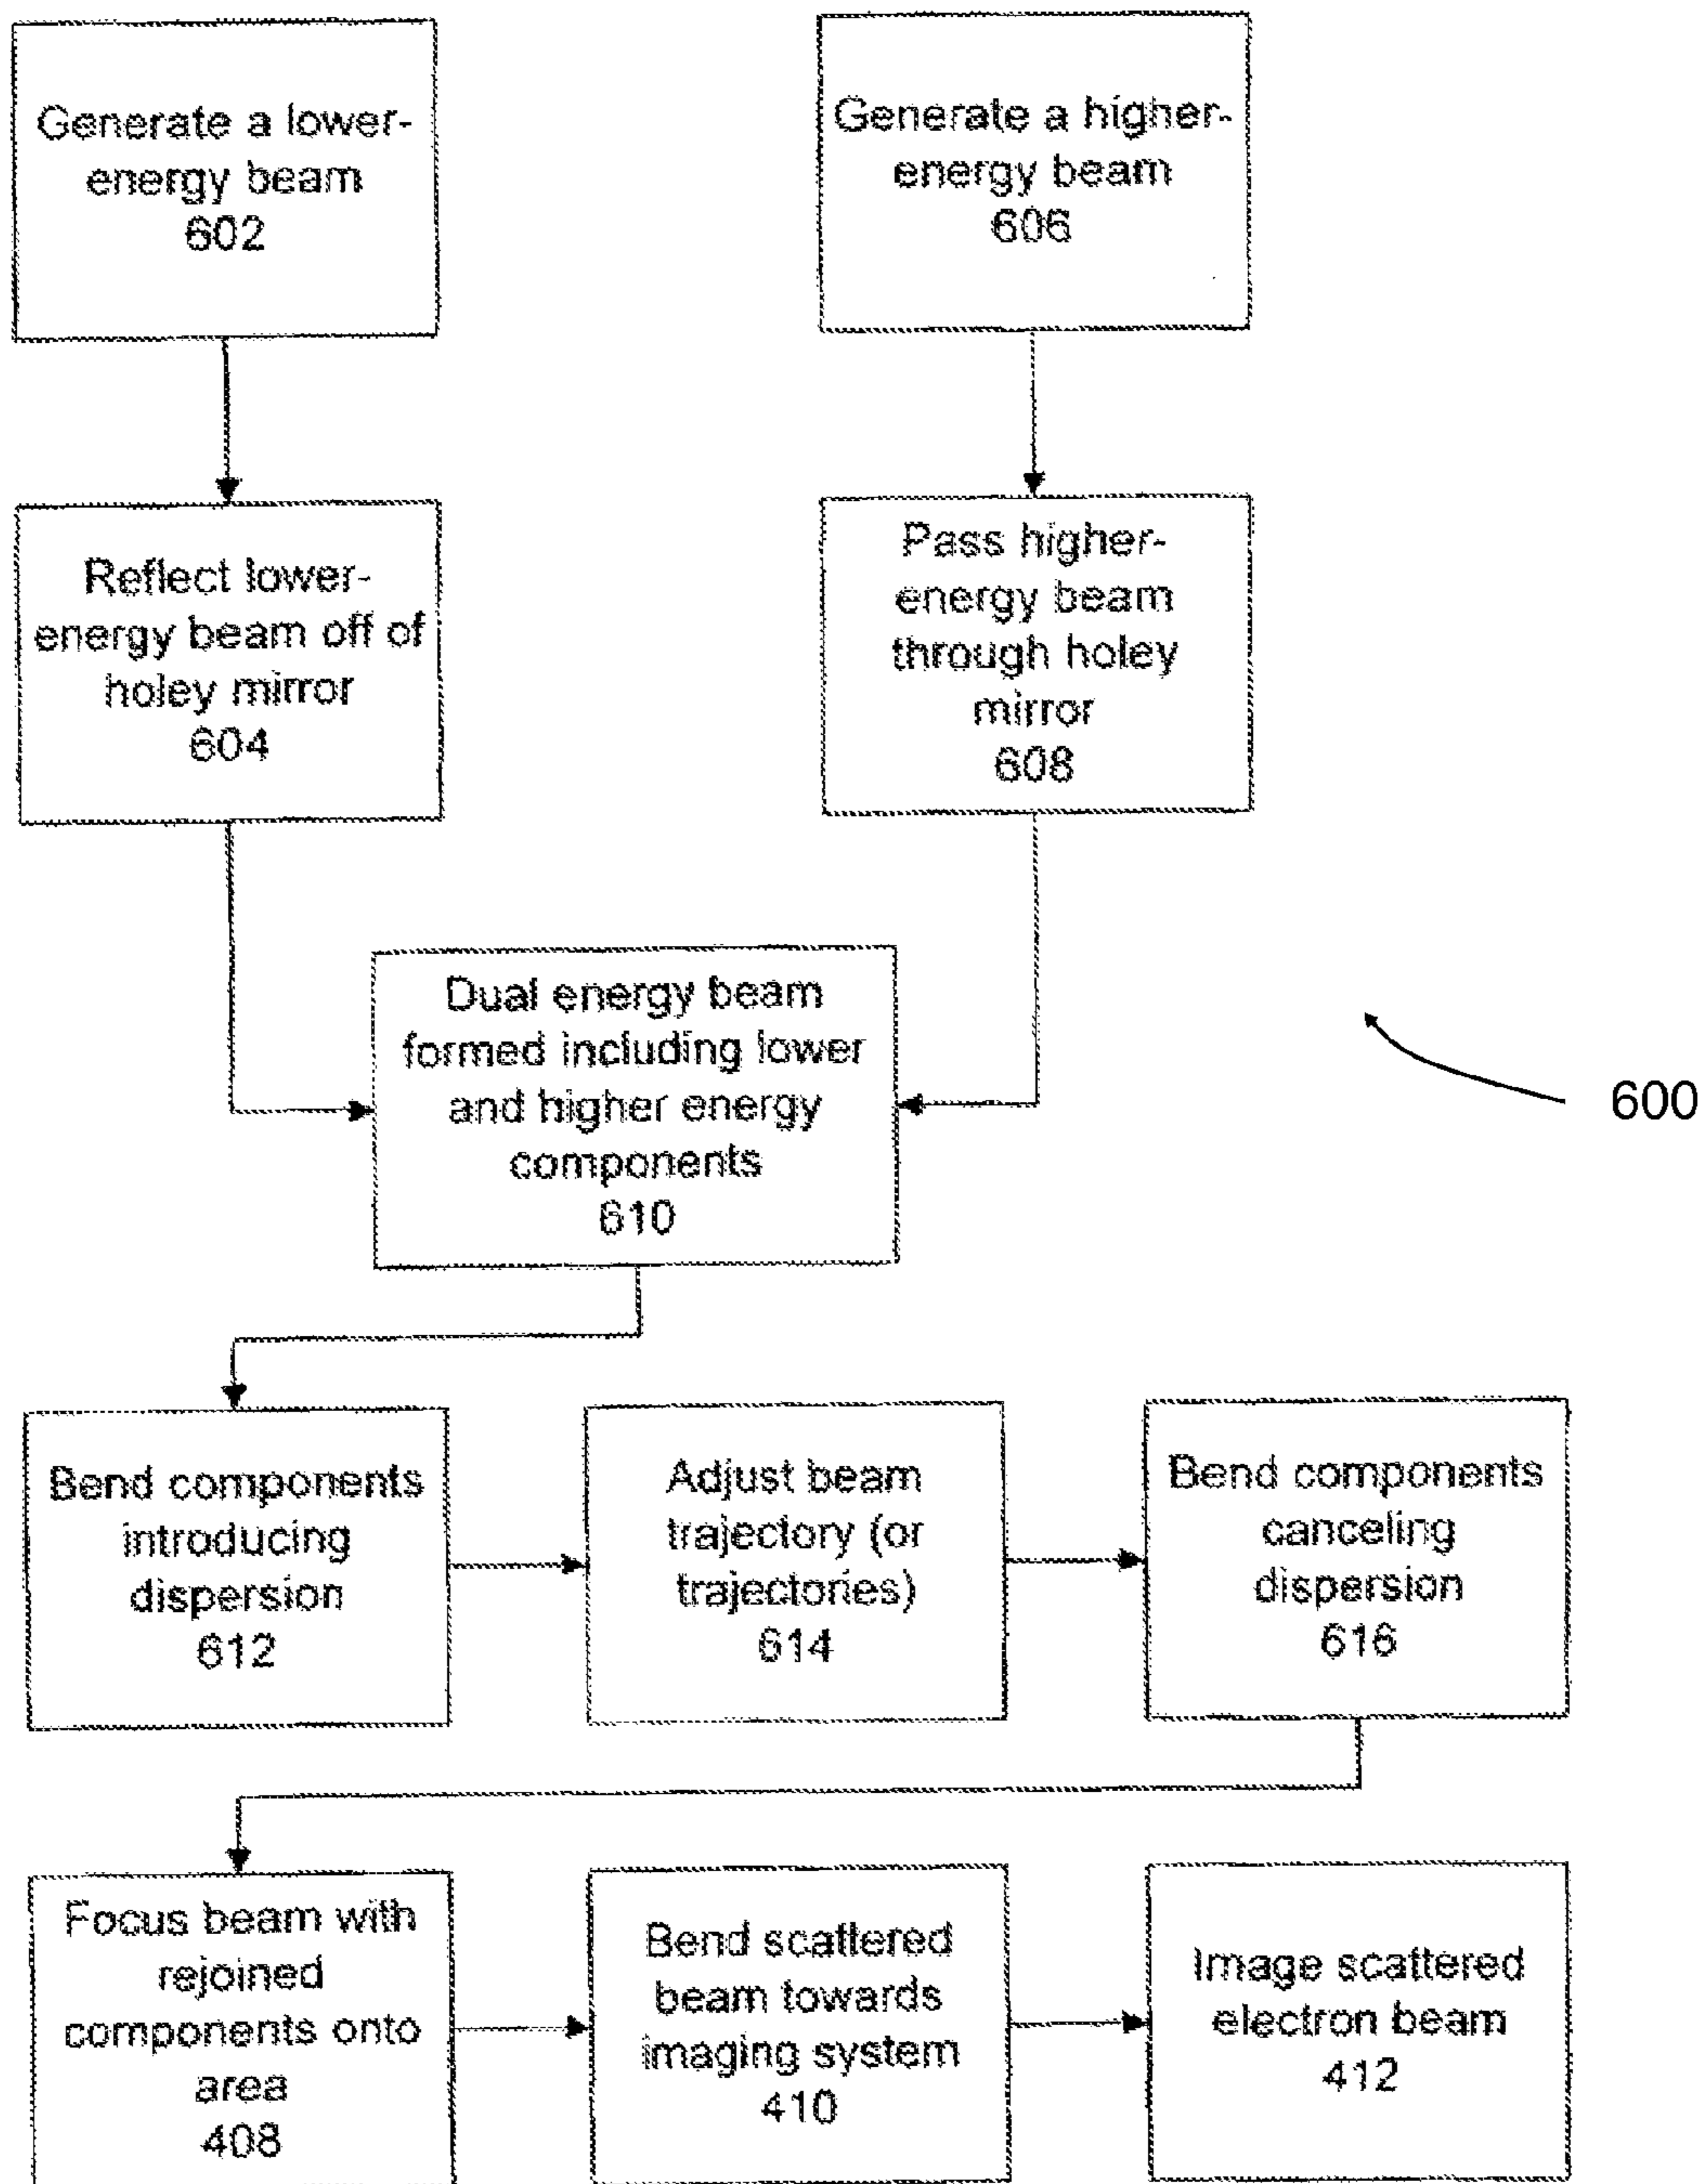 Generate a lower-
energy beam
602
Generate a higher-
energy beam
606
Reflect lower-
energy beam off of
holey mirror
604
Pass higher-
energy beam
through holey
mirror
608
Dual energy beam
formed including lower
and higher energy
components
610
600
Bend components
introducing
dispersion
612
Adjust beam
trajectory (or
trajectories)
614
Bend components
canceling
dispersion
616
Focus beam with
rejoined
components onto
area
408
Bend scattered
beam towards
imaging system
410
Image scattered
electron beam
412